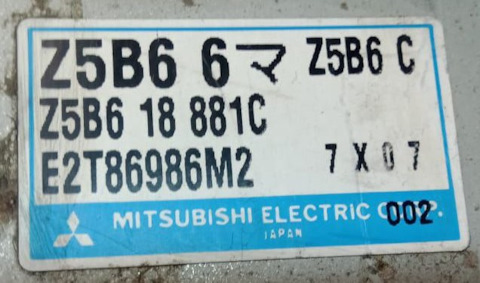 Z5B6 6マ Z5B6 C
Z5B6 18 881C
E2T86986M2 7X07
MITSUBISHI ELECTRIC CORP. 002
JAPAN